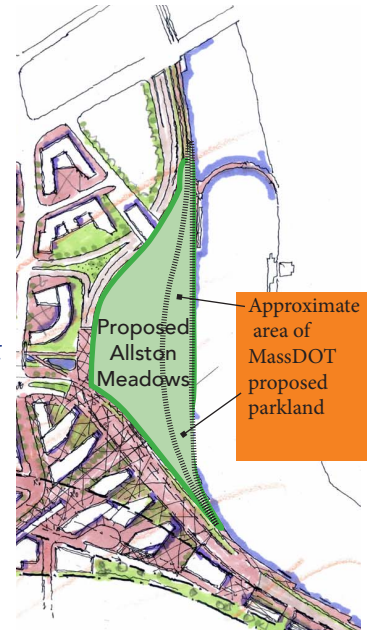 Proposed
Allston
Meadows
Approximate
area of
MassDOT
proposed
parkland